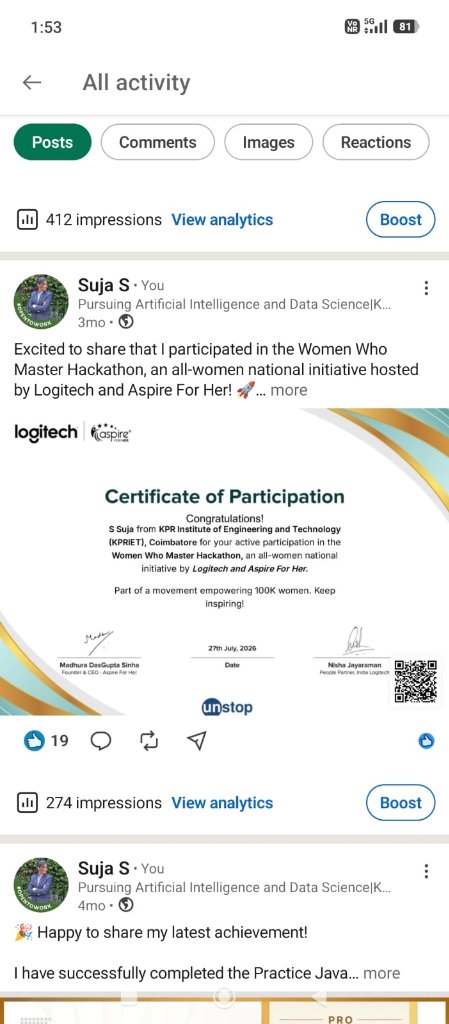 1:53
Vo NR 5G 81
All activity
Posts Comments Images Reactions
412 impressions View analytics Boost
Suja S • You
Pursuing Artificial Intelligence and Data Science|K...
3mo •
Excited to share that I participated in the Women Who
Master Hackathon, an all-women national initiative hosted
by Logitech and Aspire For Her! 🚀... more
logitech aspire FOR HER
Certificate of Participation
Congratulations!
S Suja from KPR Institute of Engineering and Technology
(KPRIET), Coimbatore for your active participation in the
Women Who Master Hackathon, an all-women national
initiative by Logitech and Aspire For Her.
Part of a movement empowering 100K women. Keep
inspiring!
27th July, 2026
Madhura DasGupta Sinha Date Nisha Jayaraman
Founder & CEO - Aspire For Her People Partner, India Logitech
unstop
19
274 impressions View analytics Boost
Suja S • You
Pursuing Artificial Intelligence and Data Science|K...
4mo •
🎉 Happy to share my latest achievement!
I have successfully completed the Practice Java... more
PRO
#OPENTOWORK
#OPENTOWORK